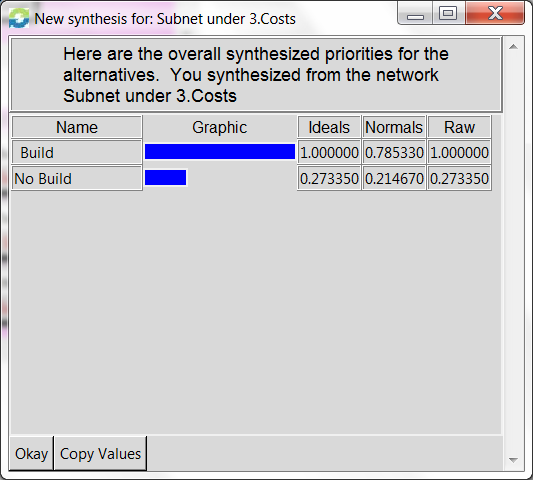 New synthesis for: Subnet under 3.Costs
Here are the overall synthesized priorities for the
alternatives.  You synthesized from the network
Subnet under 3.Costs
Name Graphic Ideals Normals Raw
Build 1.000000 0.785330 1.000000
No Build 0.273350 0.214670 0.273350
Okay Copy Values